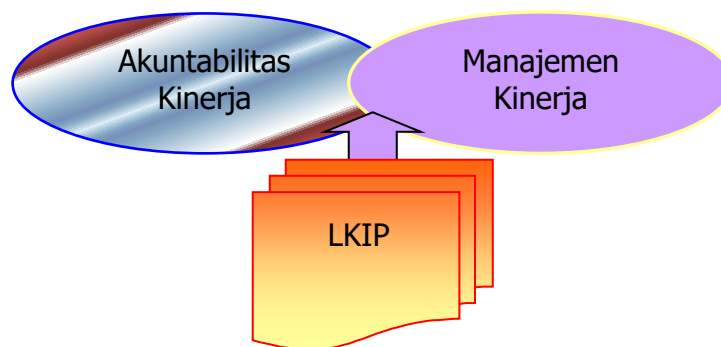 Akuntabilitas
Kinerja
Manajemen
Kinerja
LKIP